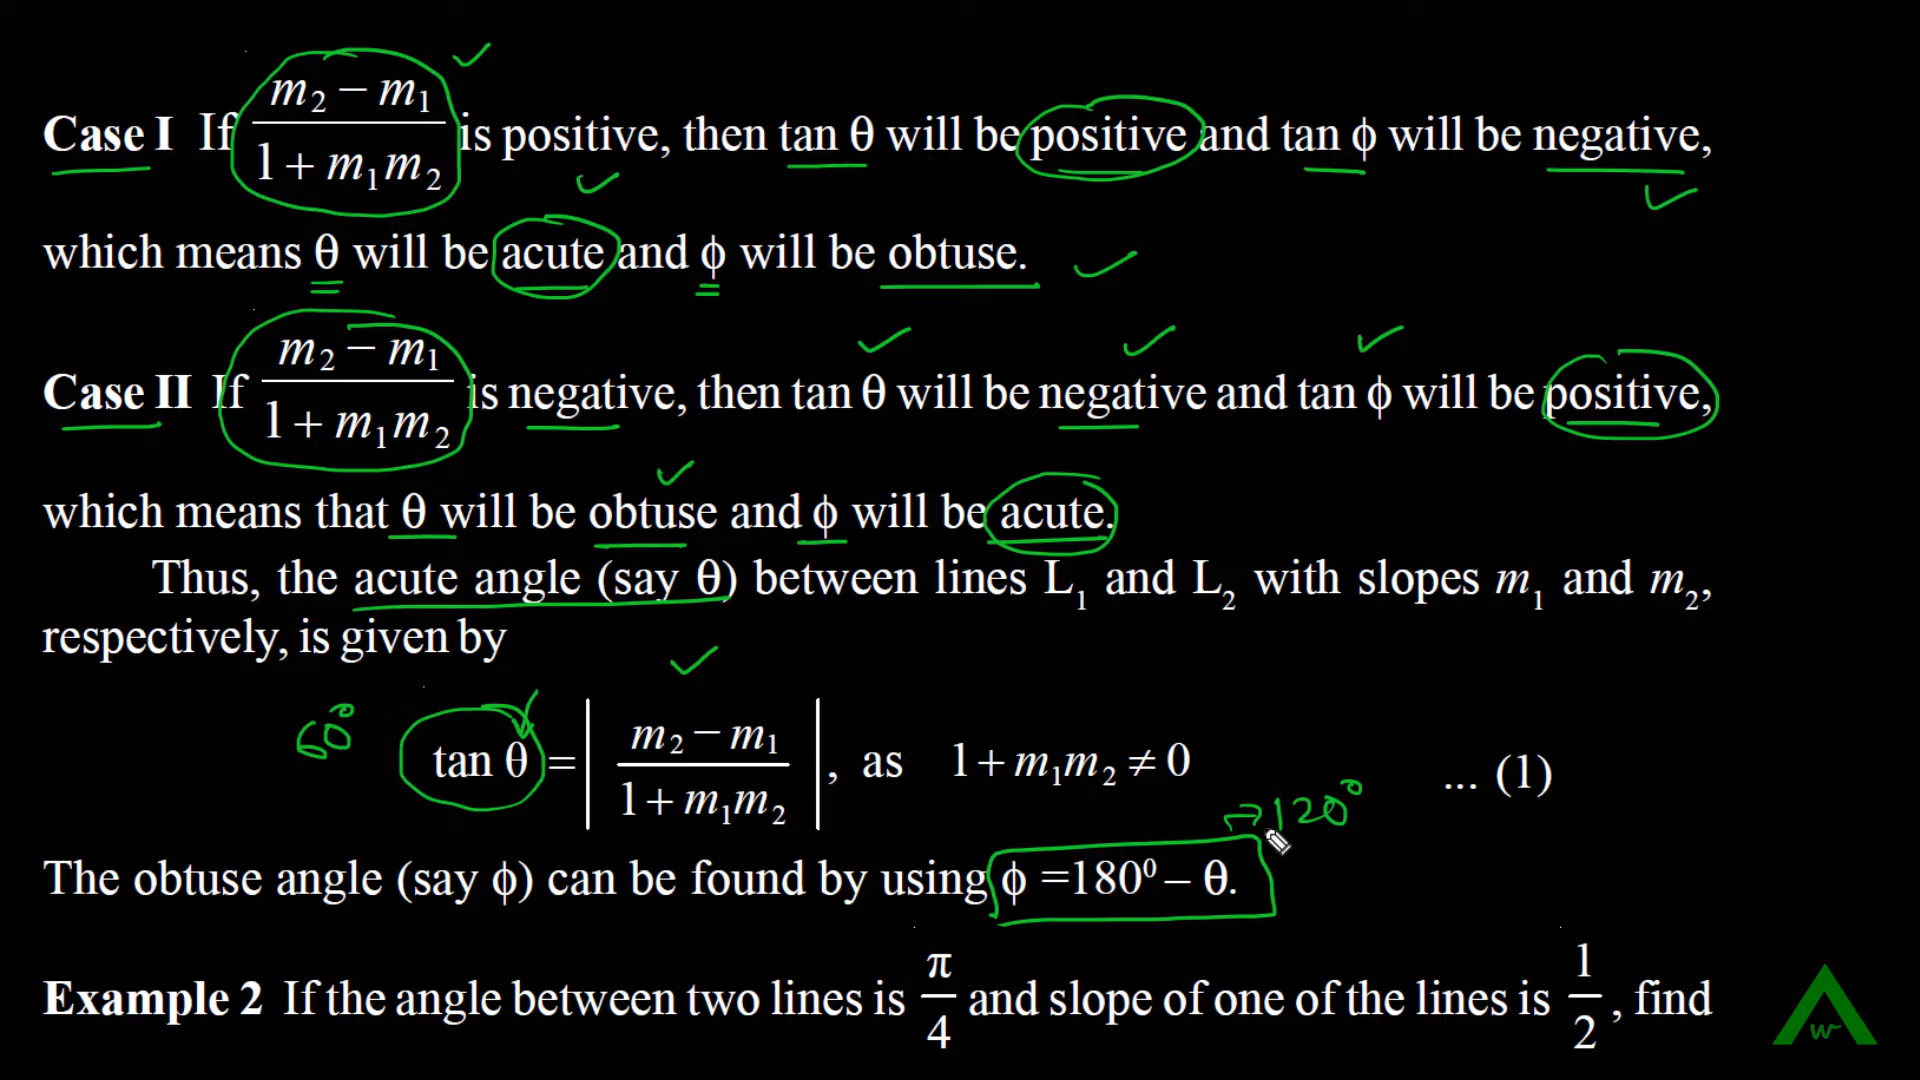 Case I If (m₂ − m₁)/(1 + m₁m₂) is positive, then tan θ will be positive and tan ϕ will be negative,
which means θ will be acute and ϕ will be obtuse.
Case II If (m₂ − m₁)/(1 + m₁m₂) is negative, then tan θ will be negative and tan ϕ will be positive,
which means that θ will be obtuse and ϕ will be acute.
Thus, the acute angle (say θ) between lines L₁ and L₂ with slopes m₁ and m₂,
respectively, is given by
60° tan θ = |(m₂ − m₁)/(1 + m₁m₂)|, as 1 + m₁m₂ ≠ 0 ... (1)
→120°
The obtuse angle (say ϕ) can be found by using ϕ =180⁰ – θ.
Example 2 If the angle between two lines is π/4 and slope of one of the lines is 1/2, find
w